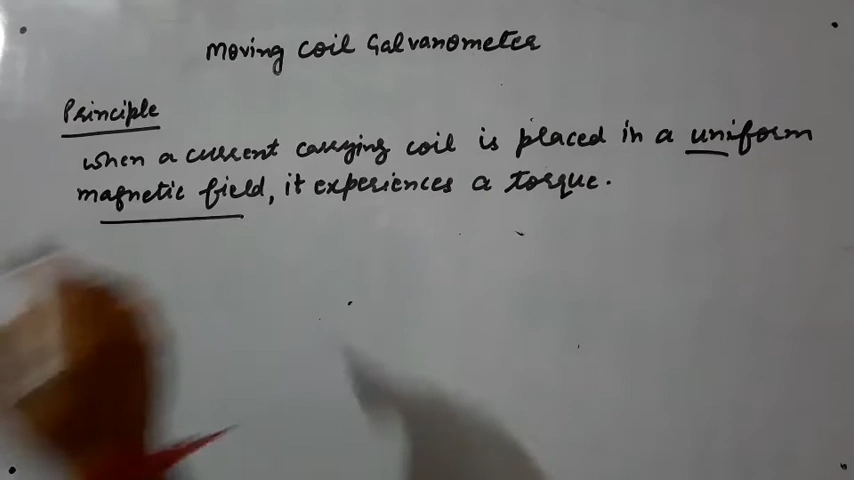 Moving coil Galvanometer
Principle
when a current carrying coil is placed in a uniform
magnetic field, it experiences a torque.